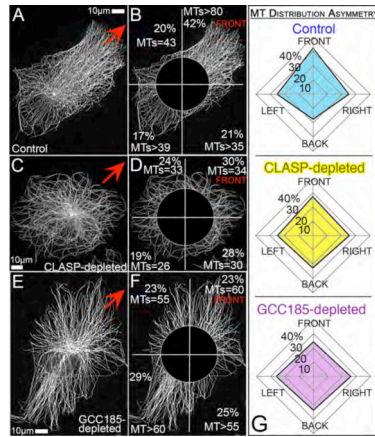 A
10μm
Control
B
MTs>80
20%
42%
FRONT
MTs=43
17%
MTs>39
21%
MTs>35
C
10μm
CLASP-depleted
D
24%
MTs=33
30%
MTs=34
FRONT
19%
MTs=26
28%
MTs=30
E
10μm
GCC185-depleted
F
23%
MTs=55
23%
MTs=60
FRONT
29%
MT>60
25%
MT>55
MT DISTRIBUTION ASYMMETRY
Control
FRONT
40%
30
20
10
LEFT
RIGHT
BACK
CLASP-depleted
FRONT
40%
30
20
10
LEFT
RIGHT
BACK
GCC185-depleted
FRONT
40%
30
20
10
LEFT
RIGHT
BACK
G